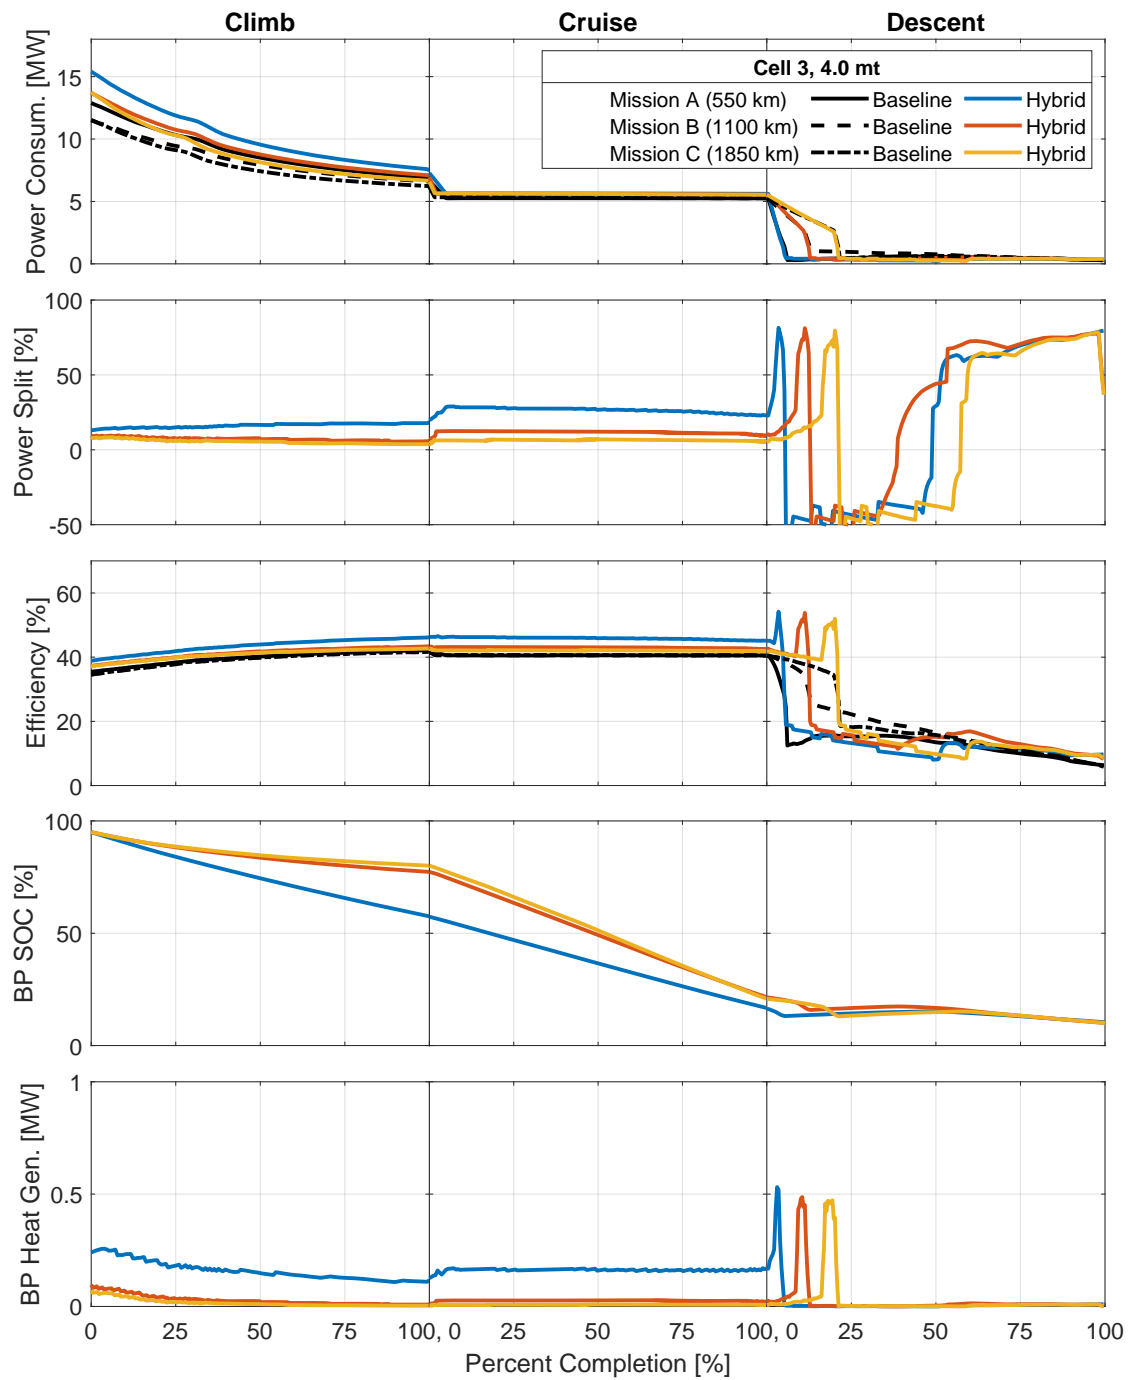 Climb Cruise Descent
Power Consum. [MW]
15
10
5
0
Cell 3, 4.0 mt
Mission A (550 km) Baseline Hybrid
Mission B (1100 km) Baseline Hybrid
Mission C (1850 km) Baseline Hybrid
Power Split [%]
100
50
0
-50
Efficiency [%]
60
40
20
0
BP SOC [%]
100
50
0
BP Heat Gen. [MW]
1
0.5
0
0 25 50 75 100, 0 25 50 75 100, 0 25 50 75 100
Percent Completion [%]